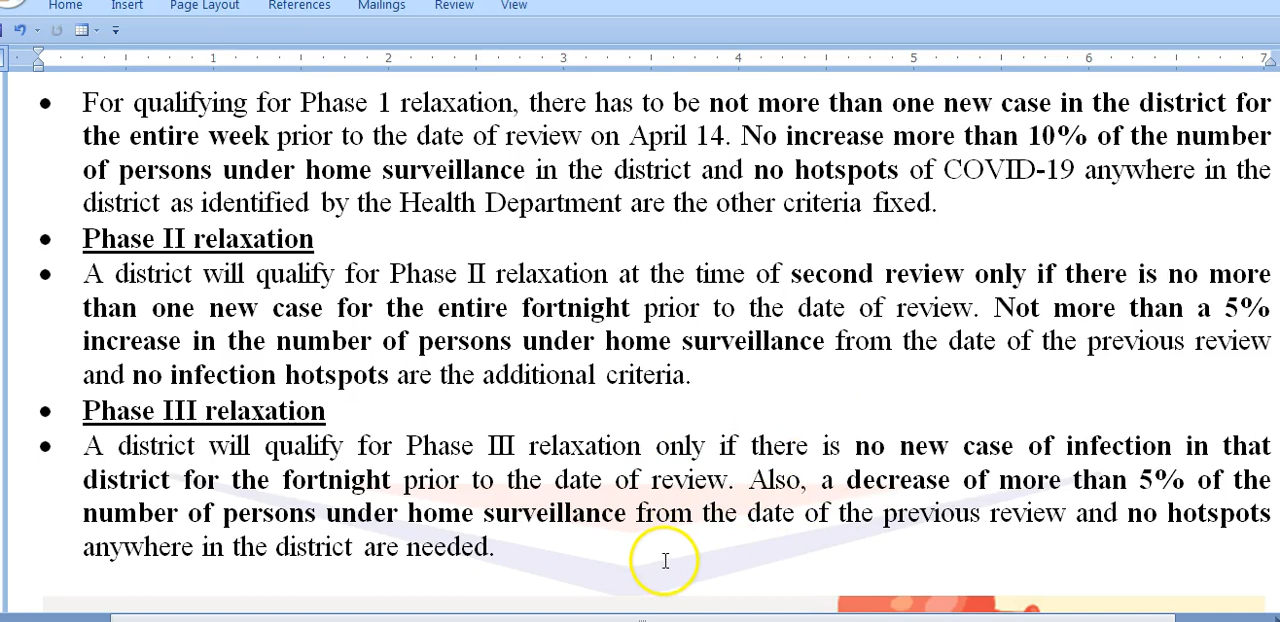 Home Insert Page Layout References Mailings Review View
1 2 3 4 5 6 7
• For qualifying for Phase 1 relaxation, there has to be not more than one new case in the district for
the entire week prior to the date of review on April 14. No increase more than 10% of the number
of persons under home surveillance in the district and no hotspots of COVID-19 anywhere in the
district as identified by the Health Department are the other criteria fixed.
• Phase II relaxation
• A district will qualify for Phase II relaxation at the time of second review only if there is no more
than one new case for the entire fortnight prior to the date of review. Not more than a 5%
increase in the number of persons under home surveillance from the date of the previous review
and no infection hotspots are the additional criteria.
• Phase III relaxation
• A district will qualify for Phase III relaxation only if there is no new case of infection in that
district for the fortnight prior to the date of review. Also, a decrease of more than 5% of the
number of persons under home surveillance from the date of the previous review and no hotspots
anywhere in the district are needed.